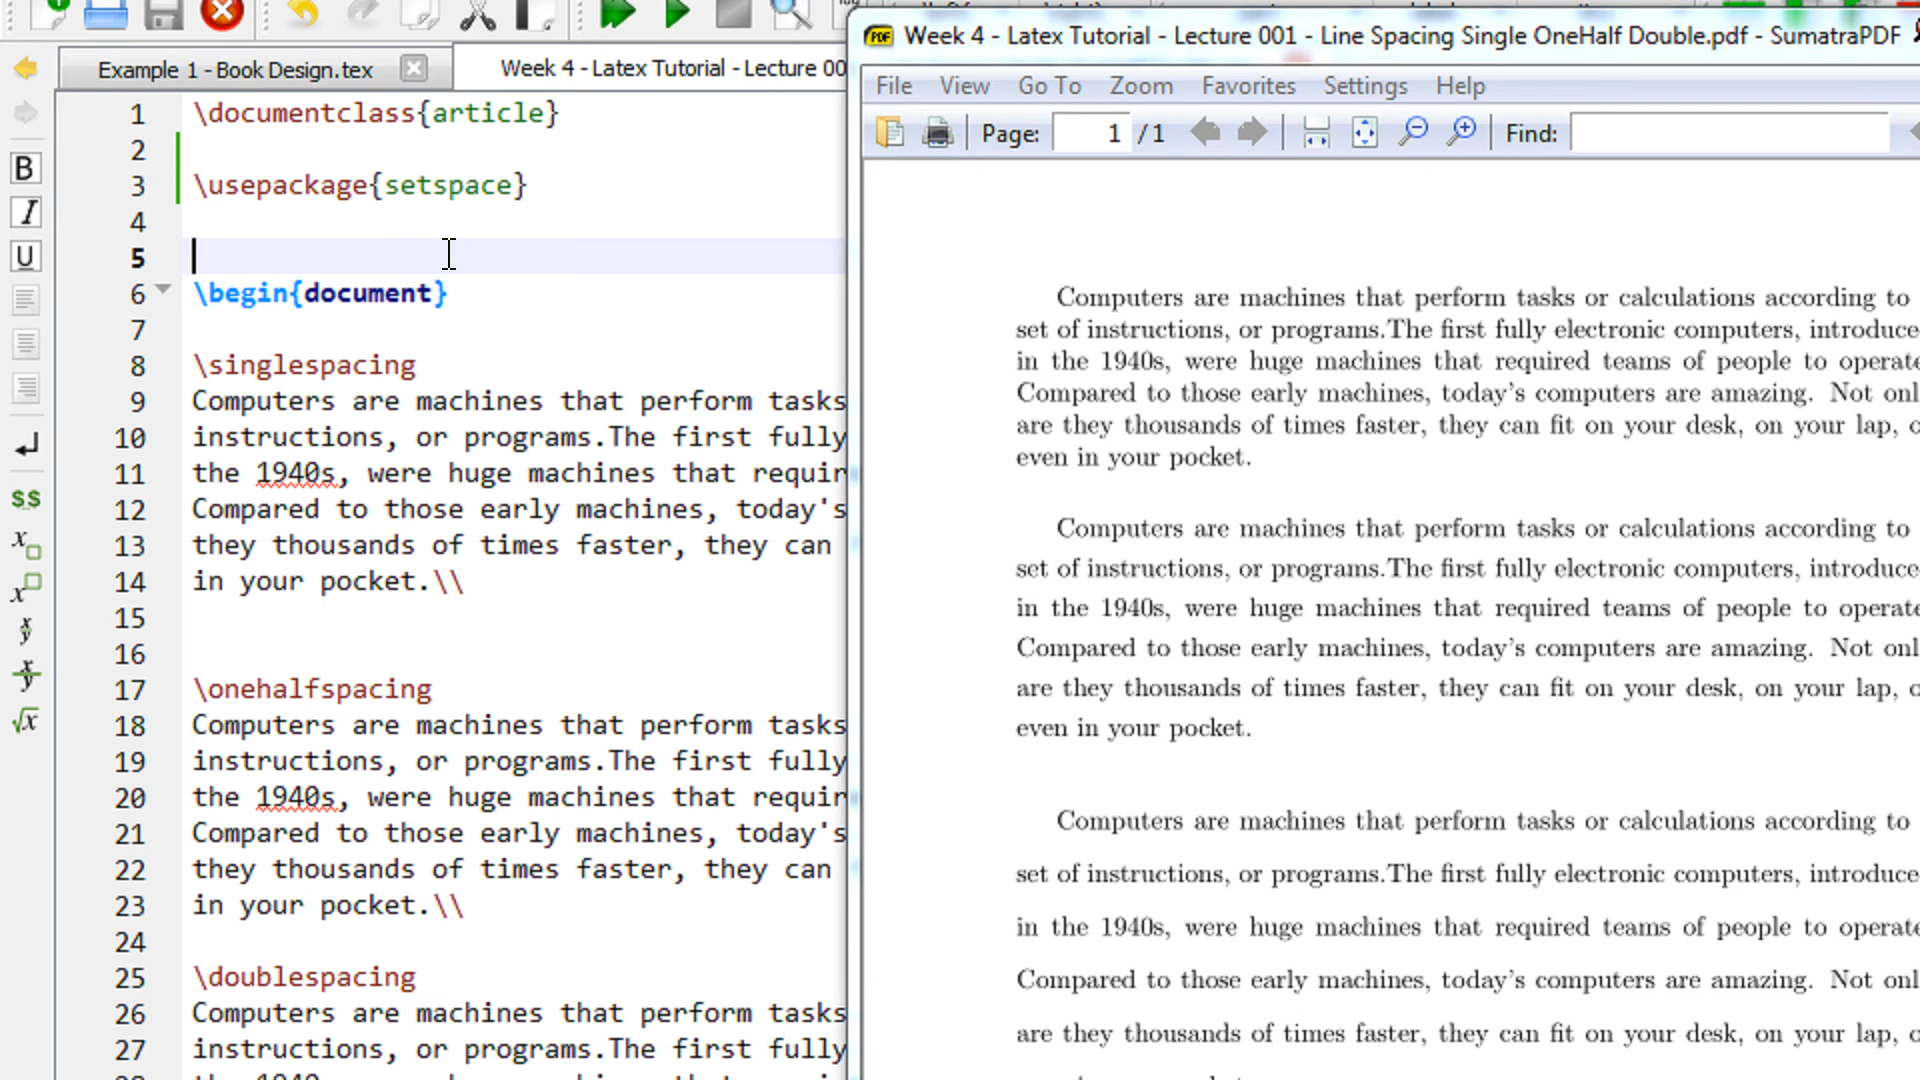 Example 1 - Book Design.tex
Week 4 - Latex Tutorial - Lecture 00
1 \documentclass{article}
2
3 \usepackage{setspace}
4
5
6 \begin{document}
7
8 \singlespacing
9 Computers are machines that perform tasks
10 instructions, or programs.The first fully
11 the 1940s, were huge machines that requir
12 Compared to those early machines, today's
13 they thousands of times faster, they can
14 in your pocket.\\
15
16
17 \onehalfspacing
18 Computers are machines that perform tasks
19 instructions, or programs.The first fully
20 the 1940s, were huge machines that requir
21 Compared to those early machines, today's
22 they thousands of times faster, they can
23 in your pocket.\\
24
25 \doublespacing
26 Computers are machines that perform tasks
27 instructions, or programs.The first fully
B
I
U
$$
x
x
x
y
x
y
√x
PDF Week 4 - Latex Tutorial - Lecture 001 - Line Spacing Single OneHalf Double.pdf - SumatraPDF
File View Go To Zoom Favorites Settings Help
Page: 1 / 1 Find:
Computers are machines that perform tasks or calculations according to
set of instructions, or programs.The first fully electronic computers, introduce
in the 1940s, were huge machines that required teams of people to operate
Compared to those early machines, today's computers are amazing. Not onl
are they thousands of times faster, they can fit on your desk, on your lap, o
even in your pocket.
Computers are machines that perform tasks or calculations according to
set of instructions, or programs.The first fully electronic computers, introduce
in the 1940s, were huge machines that required teams of people to operate
Compared to those early machines, today's computers are amazing. Not onl
are they thousands of times faster, they can fit on your desk, on your lap, o
even in your pocket.
Computers are machines that perform tasks or calculations according to
set of instructions, or programs.The first fully electronic computers, introduce
in the 1940s, were huge machines that required teams of people to operate
Compared to those early machines, today's computers are amazing. Not onl
are they thousands of times faster, they can fit on your desk, on your lap, o